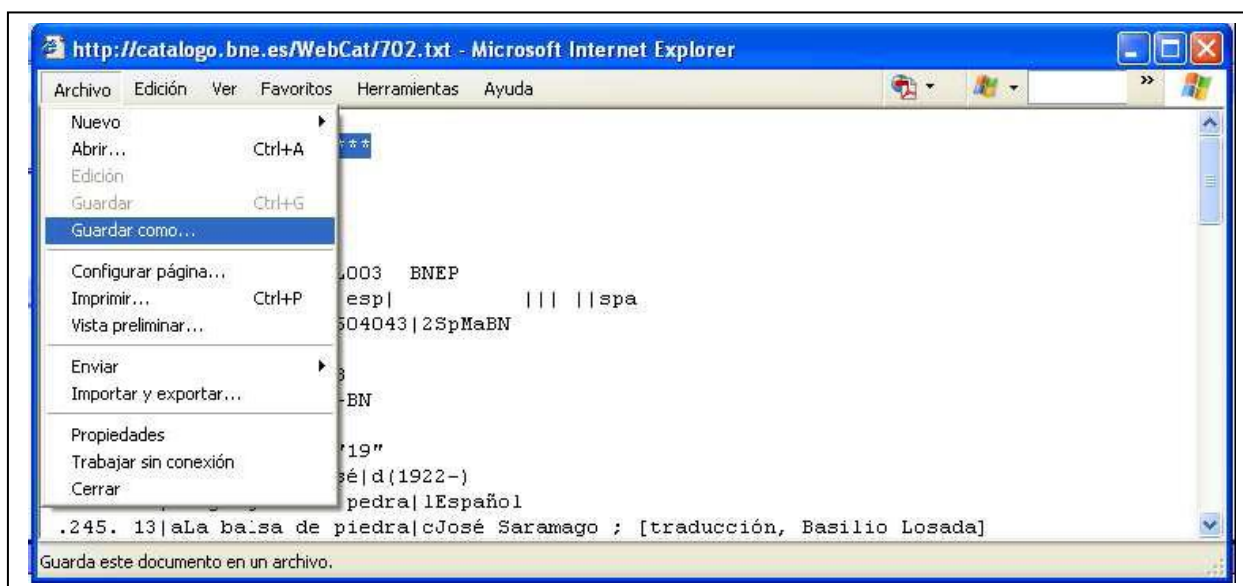 http://catalogo.bne.es/WebCat/702.txt - Microsoft Internet Explorer
Archivo Edición Ver Favoritos Herramientas Ayuda »
Nuevo
Abrir... Ctrl+A
***
Edición
Guardar Ctrl+G
Guardar como...
Configurar página...
L003 BNEP
Imprimir... Ctrl+P
esp| ||| ||spa
Vista preliminar...
504043|2SpMaBN
Enviar
Importar y exportar...
-BN
Propiedades
"19"
Trabajar sin conexión
sé|d(1922-)
Cerrar
pedra|lEspañol
.245. 13|aLa balsa de piedra|cJosé Saramago ; [traducción, Basilio Losada]
Guarda este documento en un archivo.